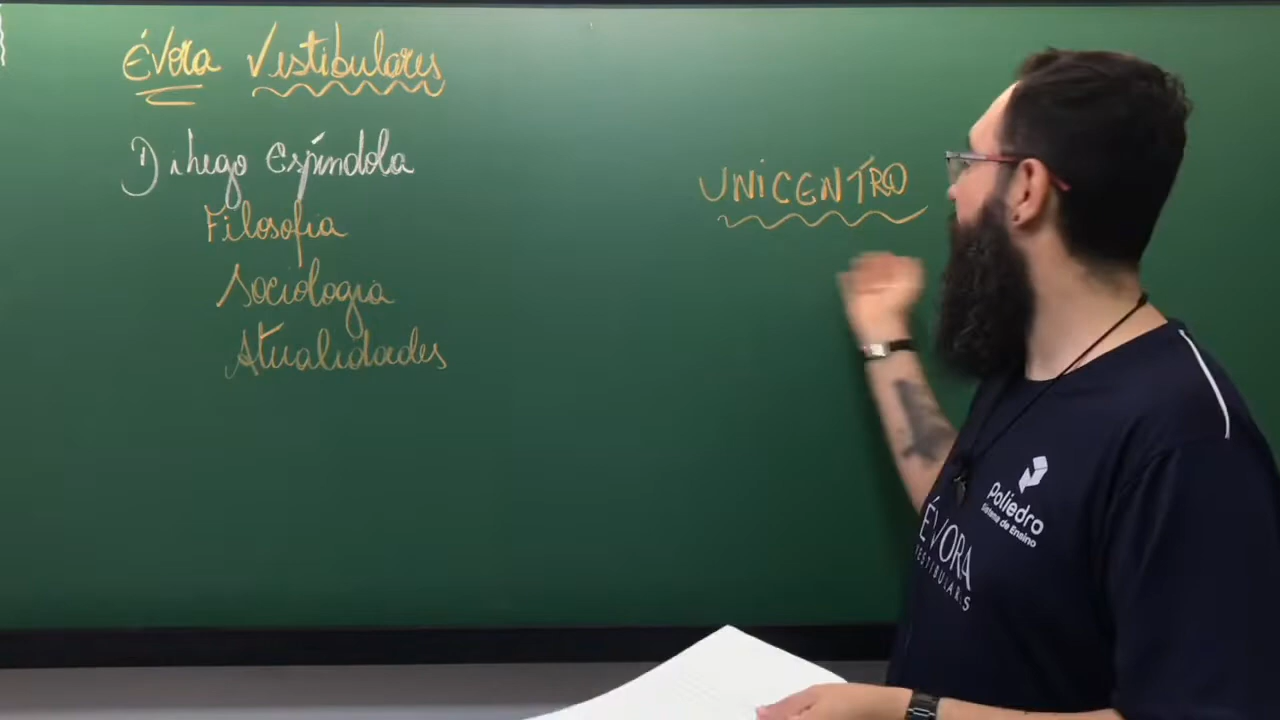 Évora Vestibulares
Dihego Espíndola
Filosofia
Sociologia
Atualidades
UNICENTRO
Poliedro
Sistema de Ensino
ÉVORA
VESTIBULARES